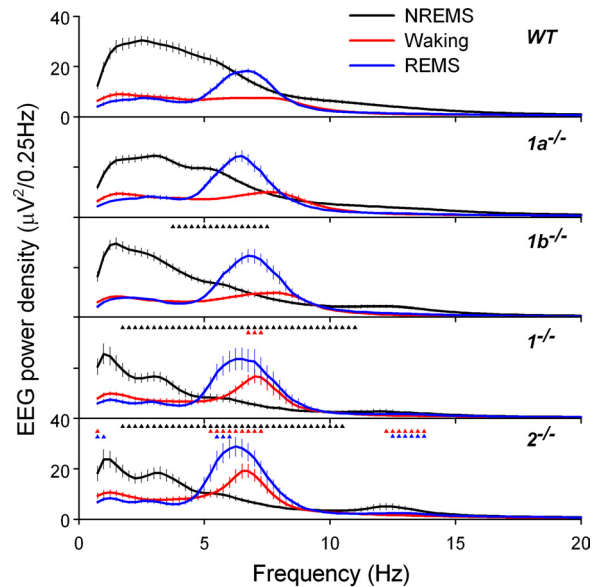 NREMS
Waking
REMS
WT
40
20
0
1a-/-
1b-/-
1-/-
40
2-/-
20
0
0 5 10 15 20
EEG power density (μV²/0.25Hz)
Frequency (Hz)